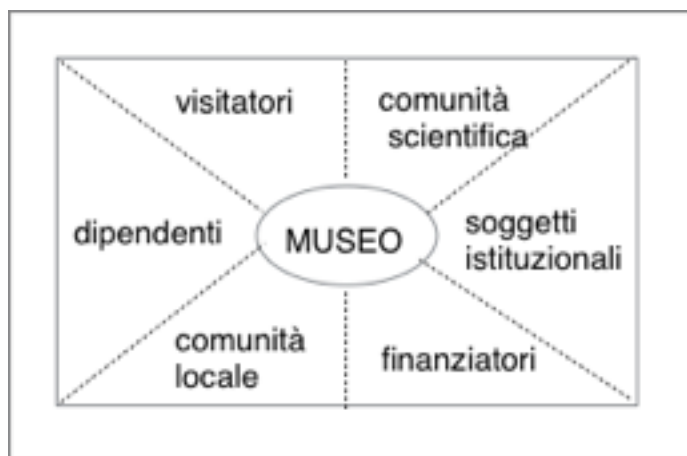 visitatori
comunità
scientifica
dipendenti
MUSEO
soggetti
istituzionali
comunità
locale
finanziatori